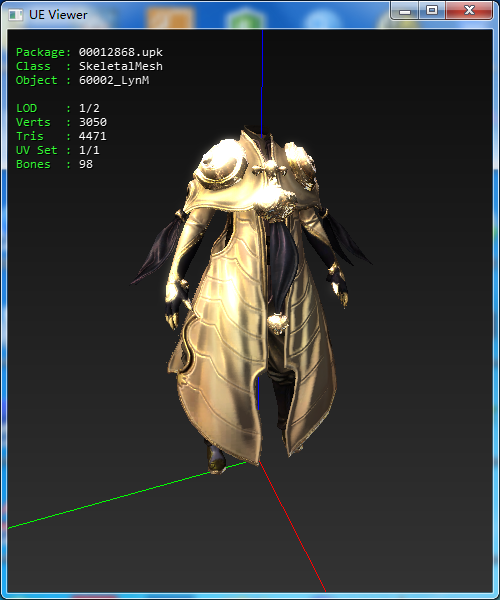 UE Viewer
Package: 00012868.upk
Class : SkeletalMesh
Object : 60002_LynM
LOD : 1/2
Verts : 3050
Tris : 4471
UV Set : 1/1
Bones : 98